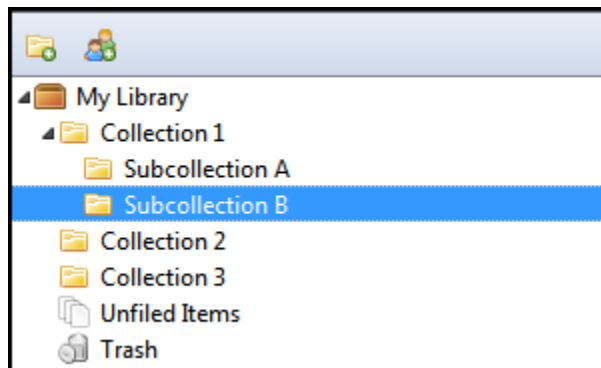 My Library
Collection 1
Subcollection A
Subcollection B
Collection 2
Collection 3
Unfiled Items
Trash